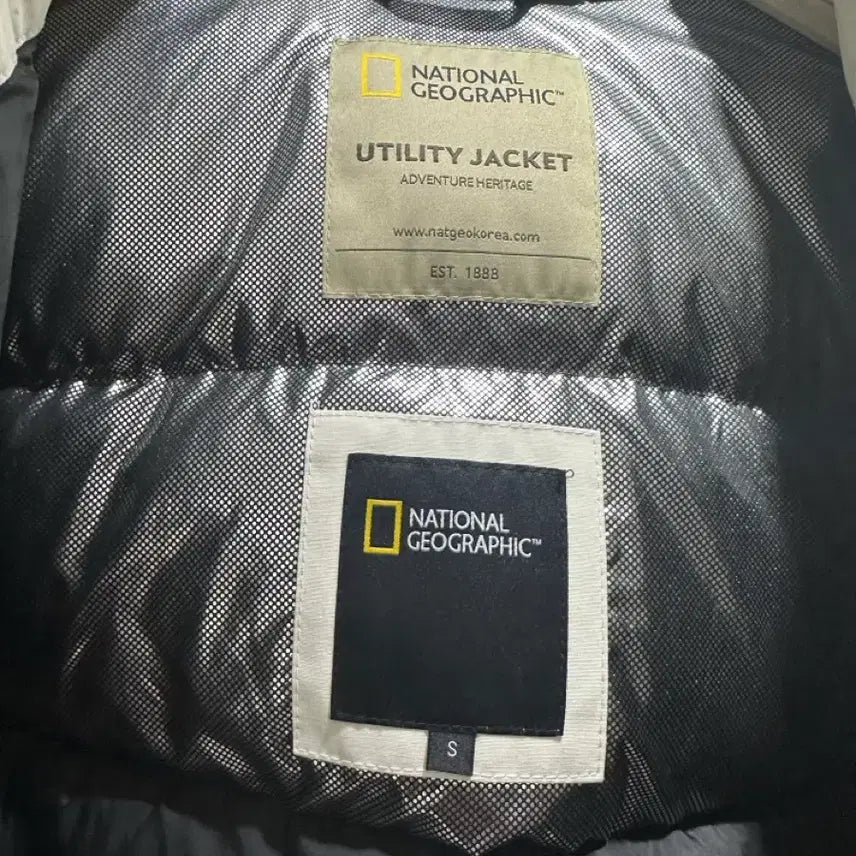 NATIONAL
GEOGRAPHIC™
UTILITY JACKET
ADVENTURE HERITAGE
www.natgeokorea.com
EST. 1888
NATIONAL
GEOGRAPHIC™
S